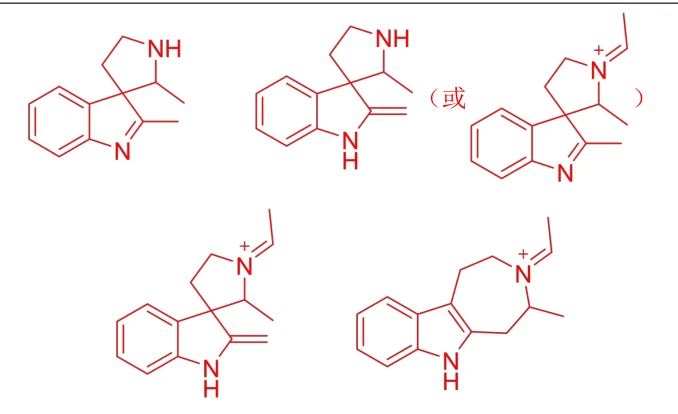 NH NH
（或 N+ ）
N N H N
N+ N+
N H N H